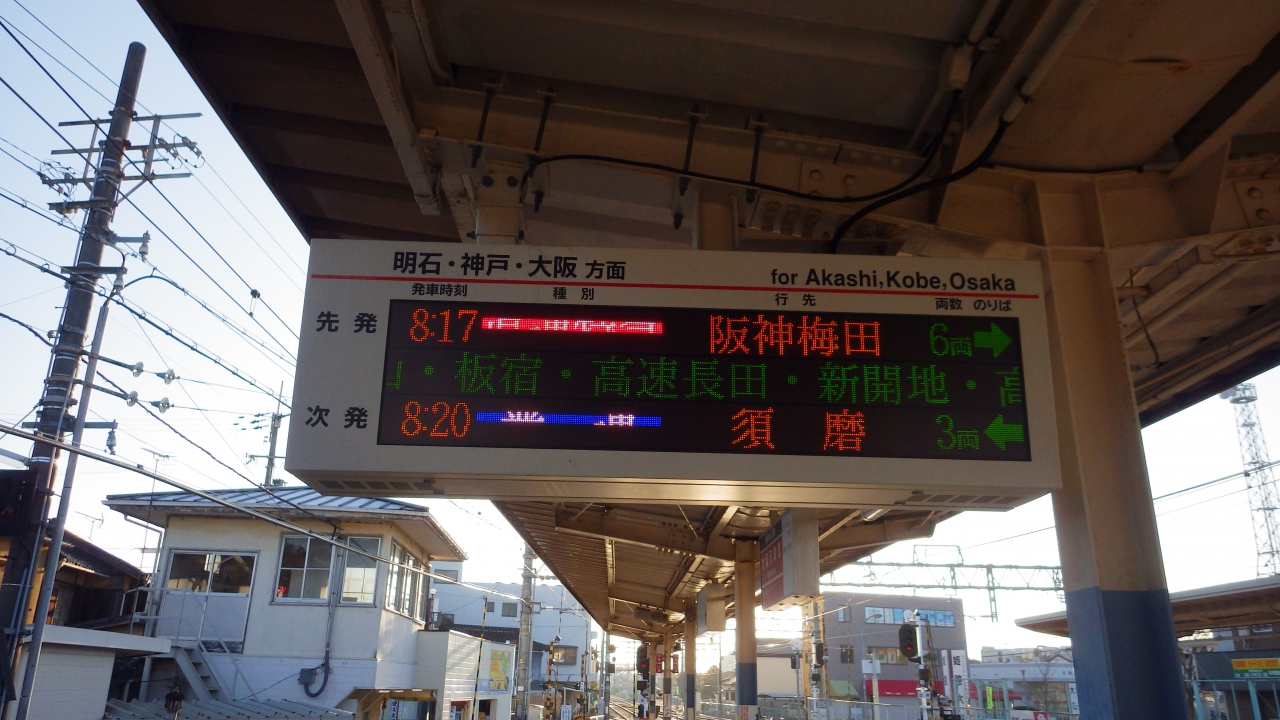 明石・神戸・大阪 方面
for Akashi,Kobe,Osaka
発車時刻 種別 行先 両数 のりば
先発 8:17 阪神梅田 6両
・板宿・高速長田・新開地・
次発 8:20 須磨 3両